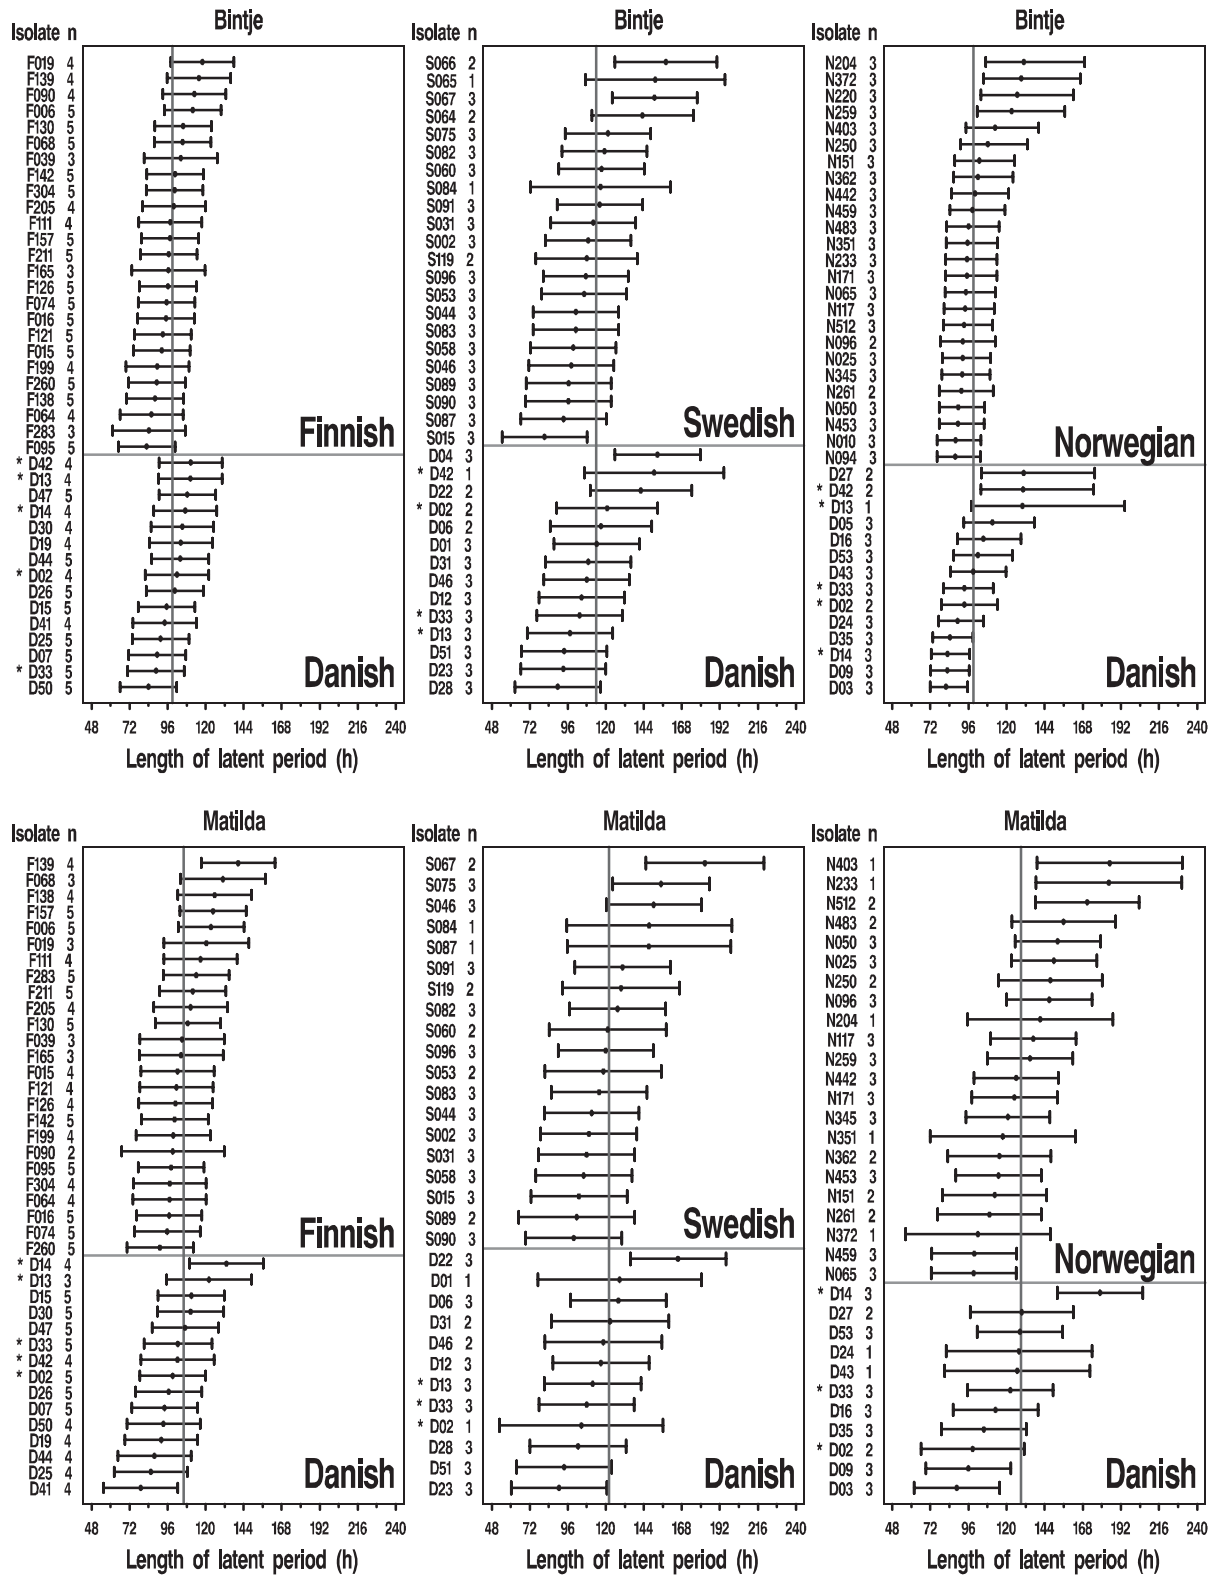 Bintje
Isolate n
F019 4
F139 4
F090 4
F006 5
F130 5
F068 5
F039 3
F142 5
F304 5
F205 4
F111 4
F157 5
F211 5
F165 3
F126 5
F074 5
F016 5
F121 5
F015 5
F199 4
F260 5
F138 5
F064 4
F283 3
F095 5
Finnish
* D42 4
* D13 4
D47 5
* D14 4
D30 4
D19 4
D44 5
* D02 4
D26 5
D15 5
D41 4
D25 5
D07 5
* D33 5
D50 5
Danish
48 72 96 120 144 168 192 216 240
Length of latent period (h)
Bintje
Isolate n
S066 2
S065 1
S067 3
S064 2
S075 3
S082 3
S060 3
S084 1
S091 3
S031 3
S002 3
S119 2
S096 3
S053 3
S044 3
S083 3
S058 3
S046 3
S089 3
S090 3
S087 3
S015 3
Swedish
D04 3
* D42 1
D22 2
* D02 2
D06 2
D01 3
D31 3
D46 3
D12 3
* D33 3
* D13 3
D51 3
D23 3
D28 3
Danish
48 72 96 120 144 168 192 216 240
Length of latent period (h)
Bintje
Isolate n
N204 3
N372 3
N220 3
N259 3
N403 3
N250 3
N151 3
N362 3
N442 3
N459 3
N483 3
N351 3
N233 3
N171 3
N065 3
N117 3
N512 3
N096 2
N025 3
N345 3
N261 2
N050 3
N453 3
N010 3
N094 3
Norwegian
D27 2
* D42 2
* D13 1
D05 3
D16 3
D53 3
D43 3
* D33 3
* D02 2
D24 3
D35 3
* D14 3
D09 3
D03 3
Danish
48 72 96 120 144 168 192 216 240
Length of latent period (h)
Matilda
Isolate n
F139 4
F068 3
F138 4
F157 5
F006 5
F019 3
F111 4
F283 5
F211 5
F205 4
F130 5
F039 3
F165 3
F015 4
F121 4
F126 4
F142 5
F199 4
F090 2
F095 5
F304 4
F064 4
F016 5
F074 5
F260 5
Finnish
* D14 4
* D13 3
D15 5
D30 5
D47 5
* D33 5
* D42 4
* D02 5
D26 5
D07 5
D50 4
D19 4
D44 4
D25 4
D41 4
Danish
48 72 96 120 144 168 192 216 240
Length of latent period (h)
Matilda
Isolate n
S067 2
S075 3
S046 3
S084 1
S087 1
S091 3
S119 2
S082 3
S060 2
S096 3
S053 2
S083 3
S044 3
S002 3
S031 3
S058 3
S015 3
S089 2
S090 3
Swedish
D22 3
D01 1
D06 3
D31 2
D46 2
D12 3
* D13 3
* D33 3
* D02 1
D28 3
D51 3
D23 3
Danish
48 72 96 120 144 168 192 216 240
Length of latent period (h)
Matilda
Isolate n
N403 1
N233 1
N512 2
N483 2
N050 3
N025 3
N250 2
N096 3
N204 1
N117 3
N259 3
N442 3
N171 3
N345 3
N351 1
N362 2
N453 3
N151 2
N261 2
N372 1
N459 3
N065 3
Norwegian
* D14 3
D27 2
D53 3
D24 1
D43 1
* D33 3
D16 3
D35 3
* D02 2
D09 3
D03 3
Danish
48 72 96 120 144 168 192 216 240
Length of latent period (h)